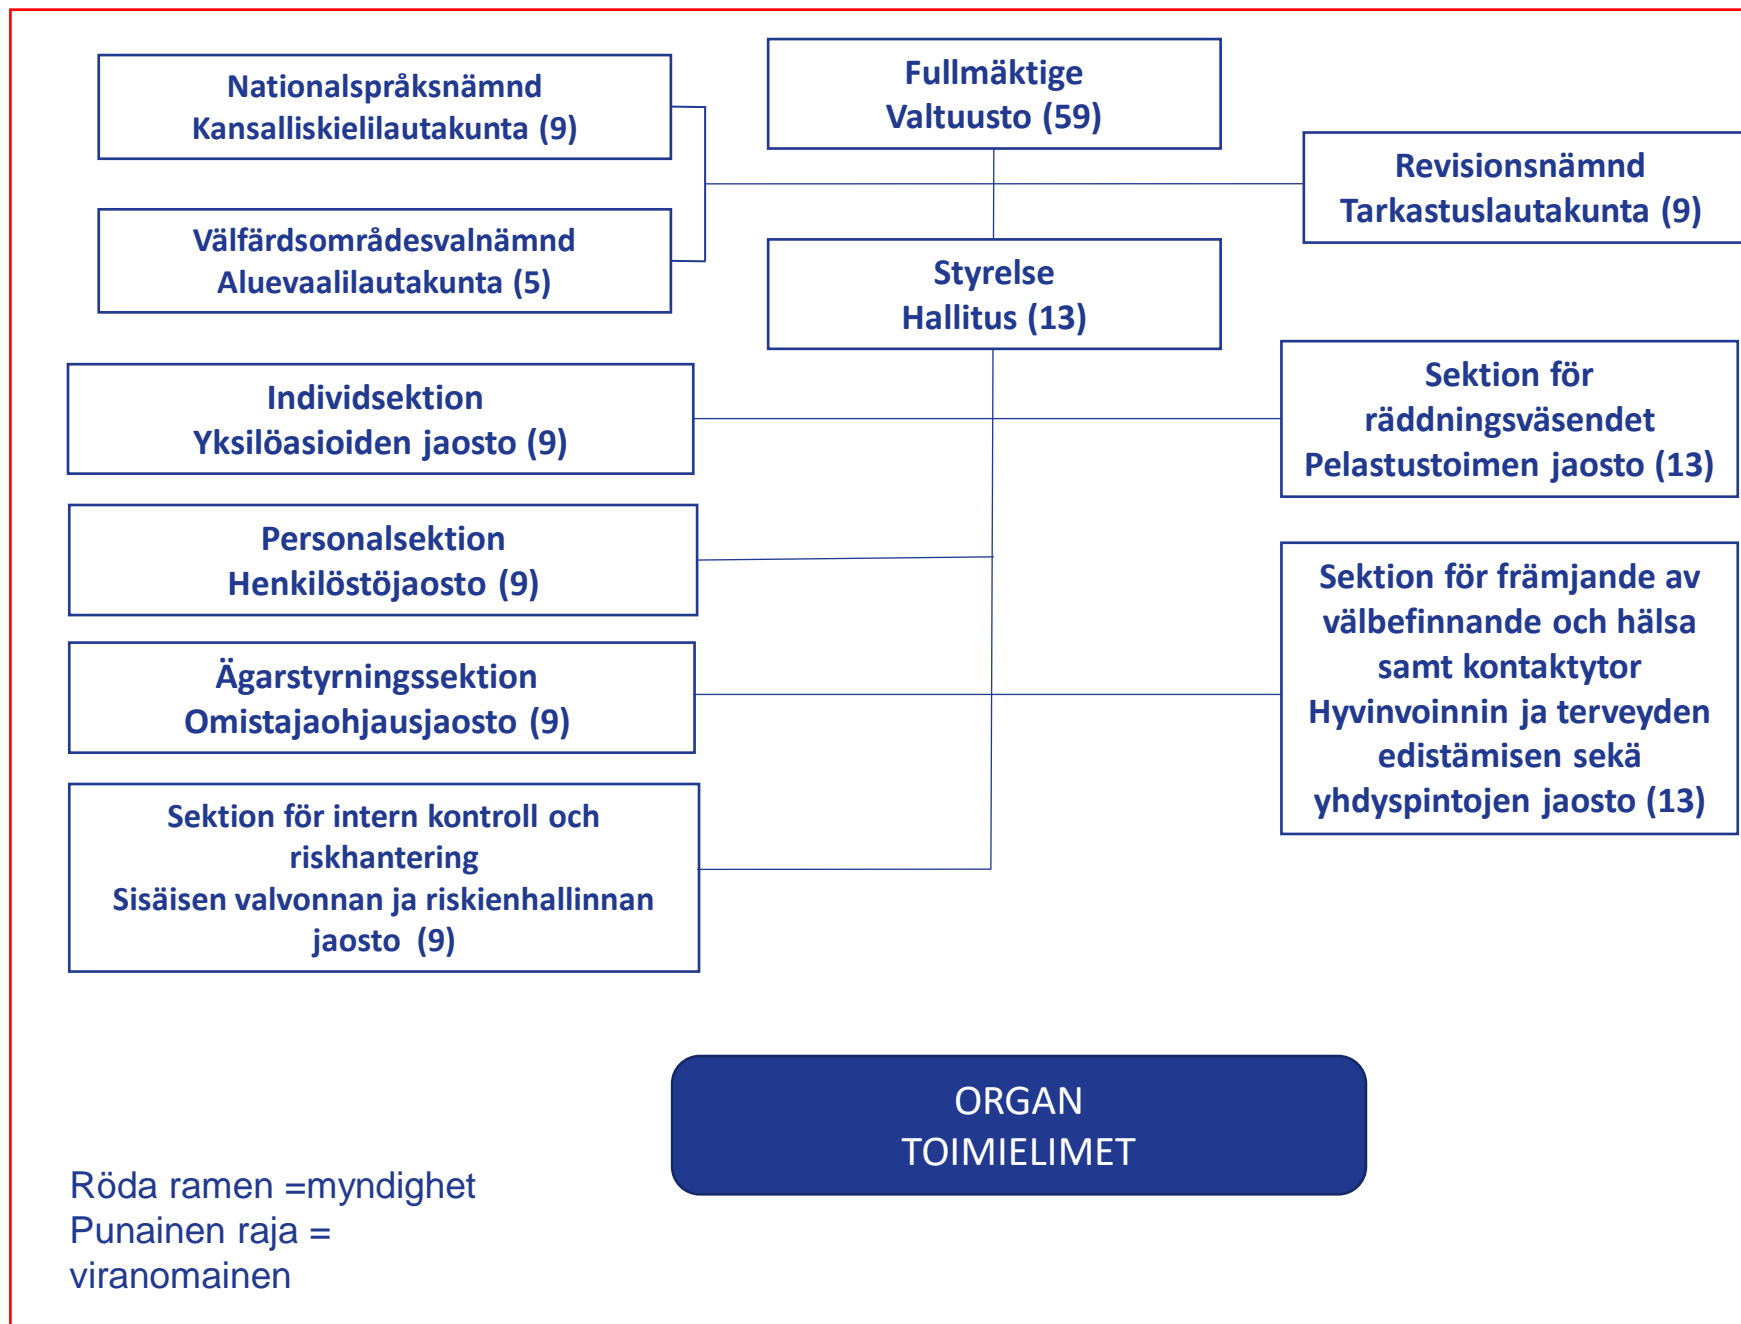 Nationalspråksnämnd
Kansalliskielilautakunta (9)
Fullmäktige
Valtuusto (59)
Revisionsnämnd
Tarkastuslautakunta (9)
Välfärdsområdesvalnämnd
Aluevaalilautakunta (5)
Styrelse
Hallitus (13)
Individsektion
Yksilöasioiden jaosto (9)
Sektion för
räddningsväsendet
Pelastustoimen jaosto (13)
Personalsektion
Henkilöstöjaosto (9)
Sektion för främjande av
välbefinnande och hälsa
samt kontaktytor
Hyvinvoinnin ja terveyden
edistämisen sekä
yhdyspintojen jaosto (13)
Ägarstyrningssektion
Omistajaohjausjaosto (9)
Sektion för intern kontroll och
riskhantering
Sisäisen valvonnan ja riskienhallinnan
jaosto (9)
ORGAN
TOIMIELIMET
Röda ramen =myndighet
Punainen raja =
viranomainen